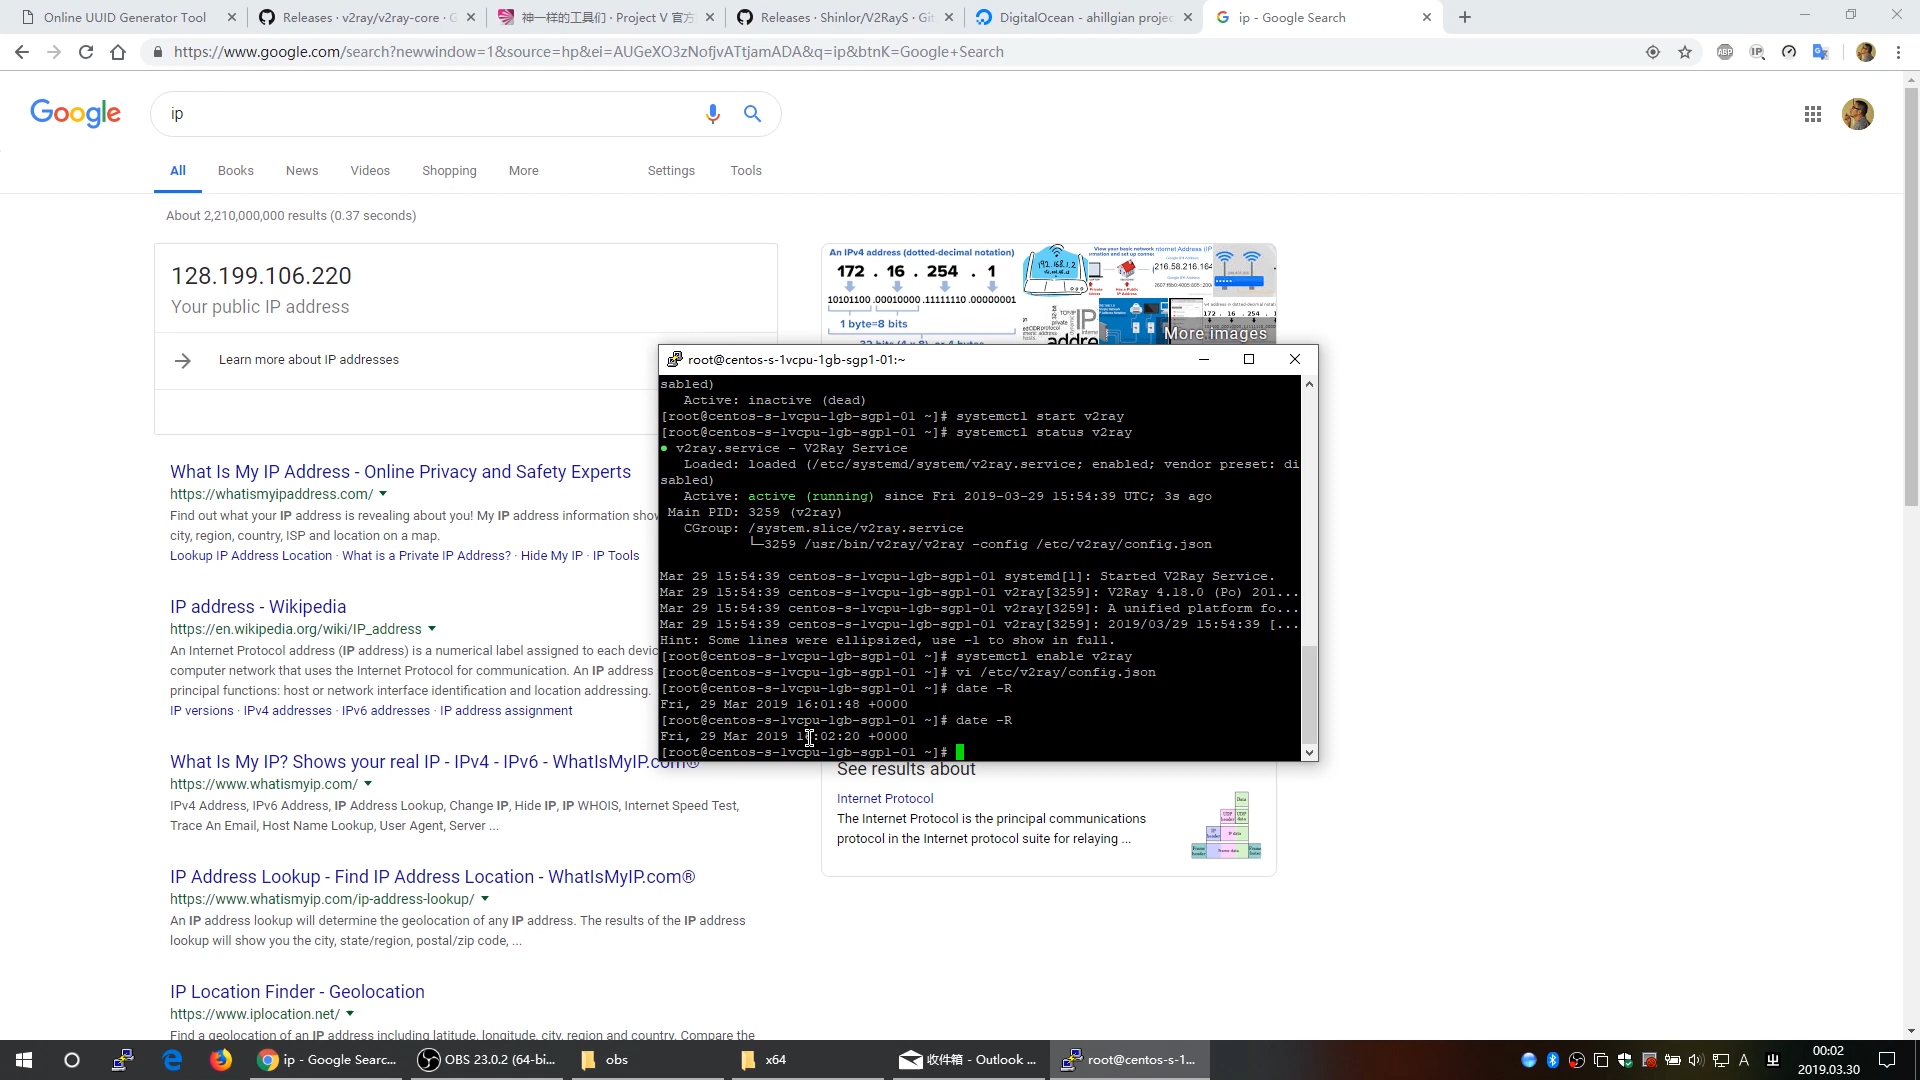 Online UUID Generator Tool
Releases · v2ray/v2ray-core · G
神一样的工具们 · Project V 官方
Releases · Shinlor/V2RayS · Git
DigitalOcean - ahillgian projec
ip - Google Search
https://www.google.com/search?newwindow=1&source=hp&ei=AUGeXO3zNofjvATtjamADA&q=ip&btnK=Google+Search
Google
ip
All
Books
News
Videos
Shopping
More
Settings
Tools
About 2,210,000,000 results (0.37 seconds)
128.199.106.220
Your public IP address
Learn more about IP addresses
An IPv4 address (dotted-decimal notation)
172 . 16 . 254 . 1
10101100 .00010000 .11111110 .00000001
1 byte=8 bits
192.168.1.2
216.58.216.164
More images
root@centos-s-1vcpu-1gb-sgp1-01:~
sabled)
Active: inactive (dead)
[root@centos-s-1vcpu-1gb-sgp1-01 ~]# systemctl start v2ray
[root@centos-s-1vcpu-1gb-sgp1-01 ~]# systemctl status v2ray
● v2ray.service - V2Ray Service
Loaded: loaded (/etc/systemd/system/v2ray.service; enabled; vendor preset: di
sabled)
Active: active (running) since Fri 2019-03-29 15:54:39 UTC; 3s ago
Main PID: 3259 (v2ray)
CGroup: /system.slice/v2ray.service
└─3259 /usr/bin/v2ray/v2ray -config /etc/v2ray/config.json
Mar 29 15:54:39 centos-s-1vcpu-1gb-sgp1-01 systemd[1]: Started V2Ray Service.
Mar 29 15:54:39 centos-s-1vcpu-1gb-sgp1-01 v2ray[3259]: V2Ray 4.18.0 (Po) 201...
Mar 29 15:54:39 centos-s-1vcpu-1gb-sgp1-01 v2ray[3259]: A unified platform fo...
Mar 29 15:54:39 centos-s-1vcpu-1gb-sgp1-01 v2ray[3259]: 2019/03/29 15:54:39 [...
Hint: Some lines were ellipsized, use -l to show in full.
[root@centos-s-1vcpu-1gb-sgp1-01 ~]# systemctl enable v2ray
[root@centos-s-1vcpu-1gb-sgp1-01 ~]# vi /etc/v2ray/config.json
[root@centos-s-1vcpu-1gb-sgp1-01 ~]# date -R
Fri, 29 Mar 2019 16:01:48 +0000
[root@centos-s-1vcpu-1gb-sgp1-01 ~]# date -R
Fri, 29 Mar 2019 16:02:20 +0000
[root@centos-s-1vcpu-1gb-sgp1-01 ~]#
What Is My IP Address - Online Privacy and Safety Experts
https://whatismyipaddress.com/
Find out what your IP address is revealing about you! My IP address information show
city, region, country, ISP and location on a map.
Lookup IP Address Location · What is a Private IP Address? · Hide My IP · IP Tools
IP address - Wikipedia
https://en.wikipedia.org/wiki/IP_address
An Internet Protocol address (IP address) is a numerical label assigned to each devic
computer network that uses the Internet Protocol for communication. An IP address
principal functions: host or network interface identification and location addressing.
IP versions · IPv4 addresses · IPv6 addresses · IP address assignment
What Is My IP? Shows your real IP - IPv4 - IPv6 - WhatIsMyIP.com®
https://www.whatismyip.com/
IPv4 Address, IPv6 Address, IP Address Lookup, Change IP, Hide IP, IP WHOIS, Internet Speed Test,
Trace An Email, Host Name Lookup, User Agent, Server ...
IP Address Lookup - Find IP Address Location - WhatIsMyIP.com®
https://www.whatismyip.com/ip-address-lookup/
An IP address lookup will determine the geolocation of any IP address. The results of the IP address
lookup will show you the city, state/region, postal/zip code, ...
IP Location Finder - Geolocation
https://www.iplocation.net/
Find a geolocation of an IP address including latitude, longitude, city, region and country. Compare the
See results about
Internet Protocol
The Internet Protocol is the principal communications
protocol in the Internet protocol suite for relaying ...
ip - Google Searc...
OBS 23.0.2 (64-bi...
obs
x64
收件箱 - Outlook ...
root@centos-s-1...
00:02
2019.03.30